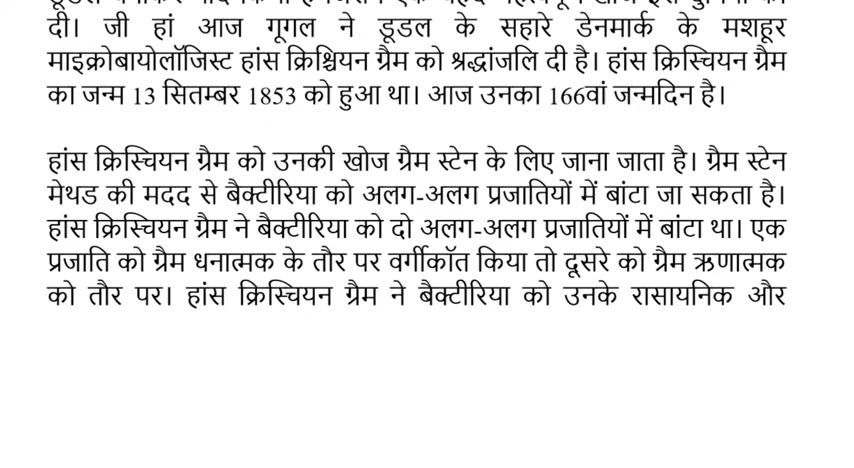 दी। जी हां आज गूगल ने डूडल के सहारे डेनमार्क के मशहूर
माइक्रोबायोलॉजिस्ट हांस क्रिश्चियन ग्रैम को श्रद्धांजलि दी है। हांस क्रिस्चियन ग्रैम
का जन्म 13 सितम्बर 1853 को हुआ था। आज उनका 166वां जन्मदिन है।
हांस क्रिस्चियन ग्रैम को उनकी खोज ग्रैम स्टेन के लिए जाना जाता है। ग्रैम स्टेन
मेथड की मदद से बैक्टीरिया को अलग-अलग प्रजातियों में बांटा जा सकता है।
हांस क्रिस्चियन ग्रैम ने बैक्टीरिया को दो अलग-अलग प्रजातियों में बांटा था। एक
प्रजाति को ग्रैम धनात्मक के तौर पर वर्गीकॉत किया तो दूसरे को ग्रैम ऋणात्मक
को तौर पर। हांस क्रिस्चियन ग्रैम ने बैक्टीरिया को उनके रासायनिक और